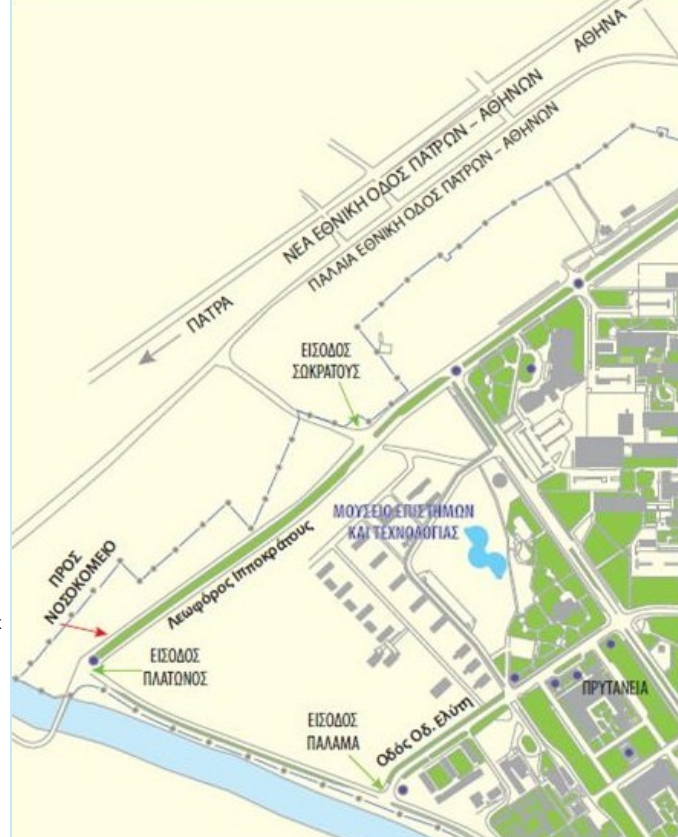 ΑΘΗΝΑ
ΝΕΑ ΕΘΝΙΚΗ ΟΔΟΣ ΠΑΤΡΩΝ – ΑΘΗΝΩΝ
ΠΑΛΑΙΑ ΕΘΝΙΚΗ ΟΔΟΣ ΠΑΤΡΩΝ – ΑΘΗΝΩΝ
ΠΑΤΡΑ
ΕΙΣΟΔΟΣ
ΣΩΚΡΑΤΟΥΣ
ΜΟΥΣΕΙΟ ΕΠΙΣΤΗΜΩΝ
ΚΑΙ ΤΕΧΝΟΛΟΓΙΑΣ
ΠΡΟΣ
ΝΟΣΟΚΟΜΕΙΟ
Λεωφόρος Ιπποκράτους
ΕΙΣΟΔΟΣ
ΠΛΑΤΩΝΟΣ
ΕΙΣΟΔΟΣ
ΠΑΛΑΜΑ
Οδός Οδ. Ελύτη
ΠΡΥΤΑΝΕΙΑ